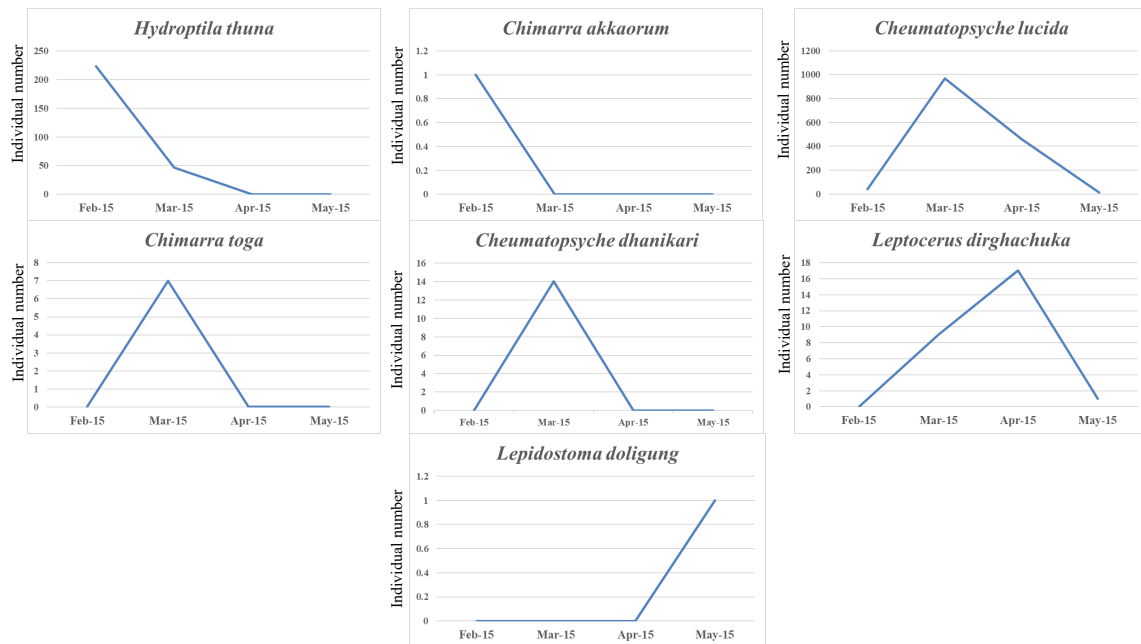 Hydroptila thuna
Individual number
250
200
150
100
50
0
Feb-15 Mar-15 Apr-15 May-15
Chimarra akkaorum
Individual number
1.2
1
0.8
0.6
0.4
0.2
0
Feb-15 Mar-15 Apr-15 May-15
Cheumatopsyche lucida
Individual number
1200
1000
800
600
400
200
0
Feb-15 Mar-15 Apr-15 May-15
Chimarra toga
Individual number
8
7
6
5
4
3
2
1
0
Feb-15 Mar-15 Apr-15 May-15
Cheumatopsyche dhanikari
Individual number
16
14
12
10
8
6
4
2
0
Feb-15 Mar-15 Apr-15 May-15
Leptocerus dirghachuka
Individual number
18
16
14
12
10
8
6
4
2
0
Feb-15 Mar-15 Apr-15 May-15
Lepidostoma doligung
Individual number
1.2
1
0.8
0.6
0.4
0.2
0
Feb-15 Mar-15 Apr-15 May-15